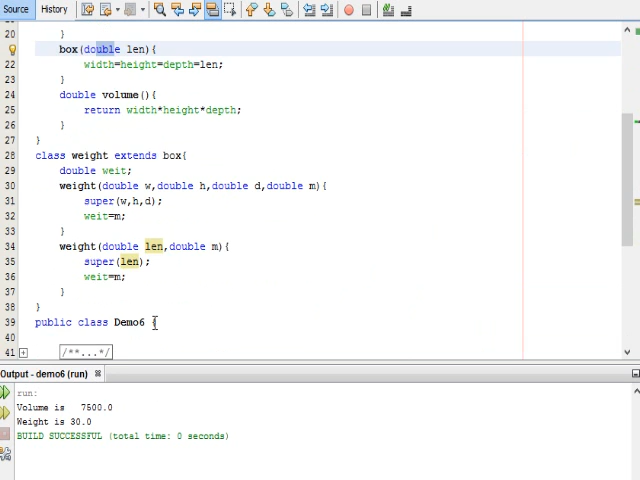 Source History
20 }
box(double len){
22 width=height=depth=len;
23 }
24 double volume(){
25 return width*height*depth;
26 }
27 }
28 class weight extends box{
29 double weit;
30 weight(double w,double h,double d,double m){
31 super(w,h,d);
32 weit=m;
33 }
34 weight(double len,double m){
35 super(len);
36 weit=m;
37 }
38 }
39 public class Demo6 {
40
41 /**...*/
Output - demo6 (run)
run:
Volume is 7500.0
Weight is 30.0
BUILD SUCCESSFUL (total time: 0 seconds)